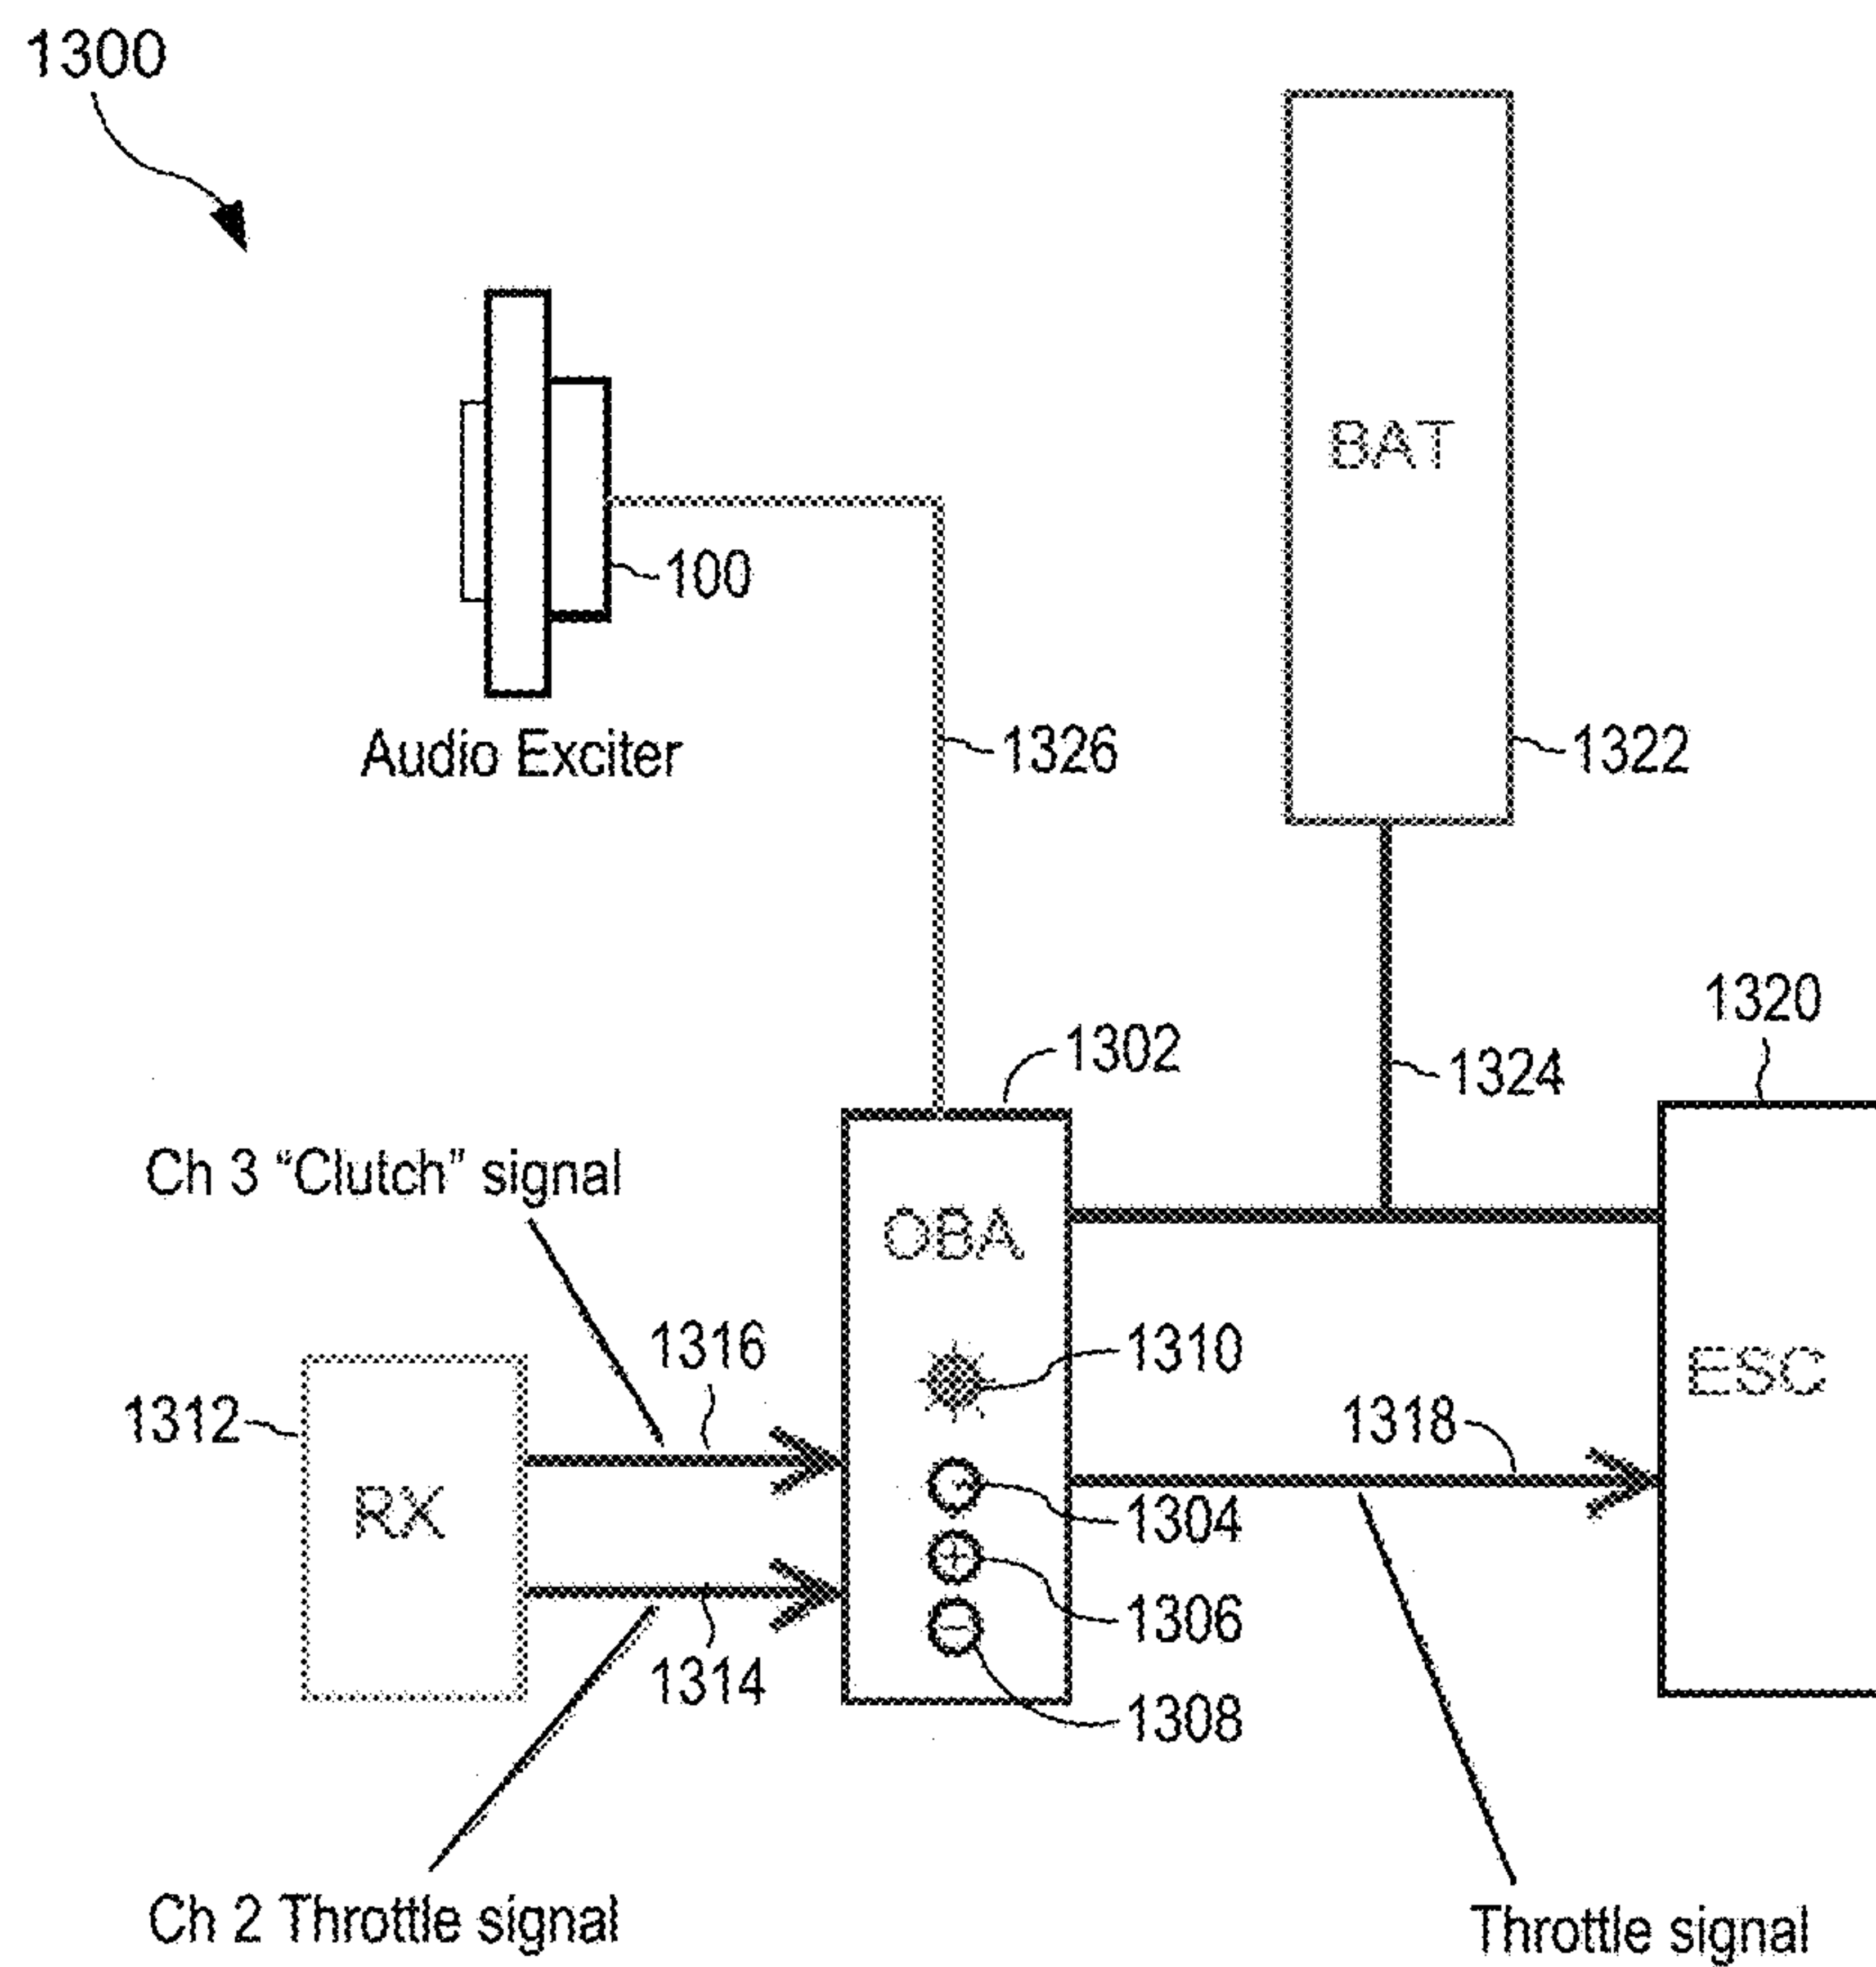 1300
BAT
100
Audio Exciter
1326
1322
1320
1302
1324
Ch 3 “Clutch” signal
OBA
1316
1310
ESC
1312
1318
RX
1304
1306
1314
1308
Ch 2 Throttle signal
Throttle signal